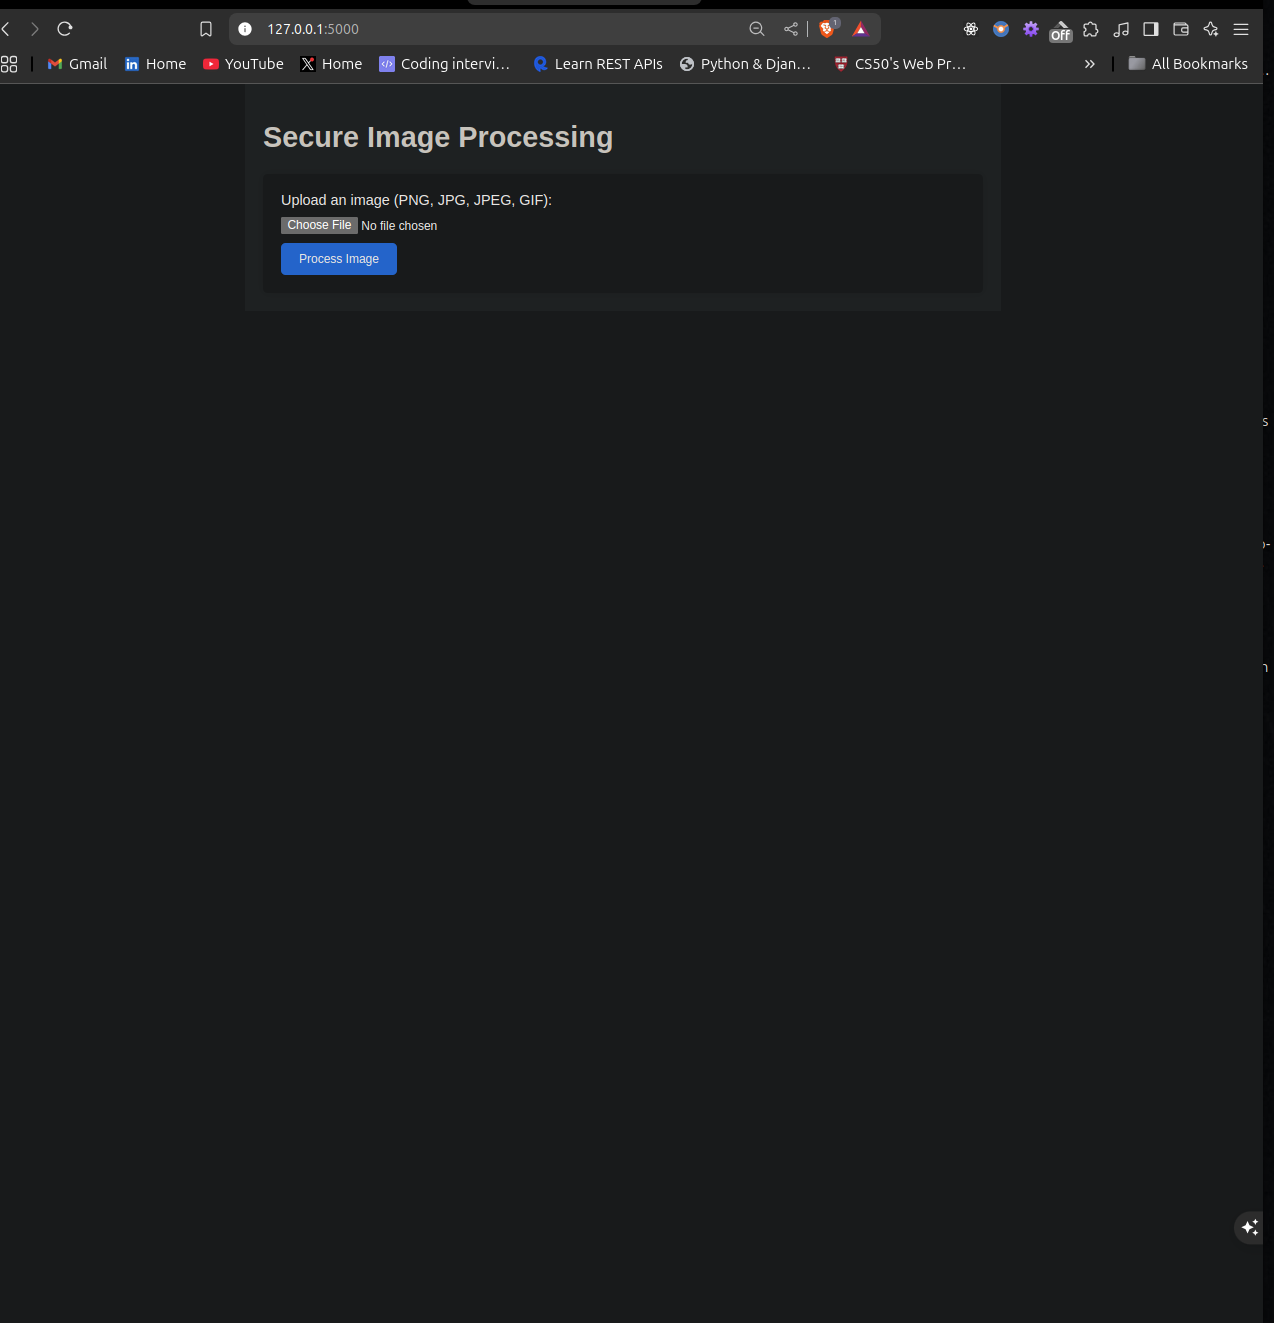 127.0.0.1:5000
1
Off
Gmail Home YouTube Home Coding intervi... Learn REST APIs Python & Djan... CS50's Web Pr... » All Bookmarks
Secure Image Processing
Upload an image (PNG, JPG, JPEG, GIF):
Choose File No file chosen
Process Image